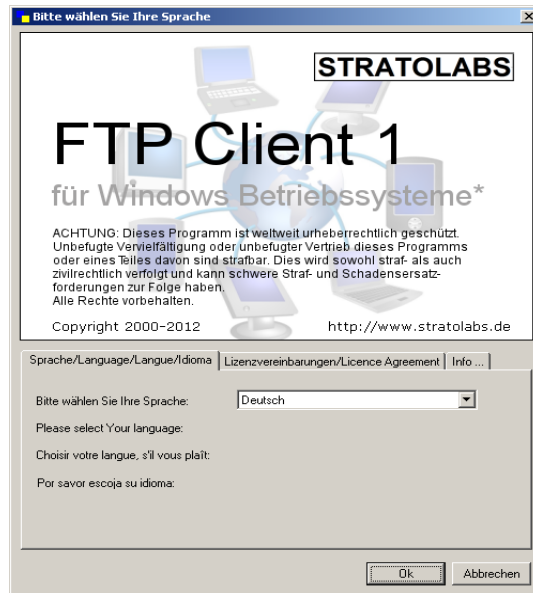 Bitte wählen Sie Ihre Sprache
STRATOLABS
FTP Client 1
für Windows Betriebssysteme*
ACHTUNG: Dieses Programm ist weltweit urheberrechtlich geschützt.
Unbefugte Vervielfältigung oder unbefugter Vertrieb dieses Programms
oder eines Teiles davon sind strafbar. Dies wird sowohl straf- als auch
zivilrechtlich verfolgt und kann schwere Straf- und Schadensersatz-
forderungen zur Folge haben.
Alle Rechte vorbehalten.
Copyright 2000-2012 http://www.stratolabs.de
Sprache/Language/Langue/Idioma Lizenzvereinbarungen/Licence Agreement Info ...
Bitte wählen Sie Ihre Sprache: Deutsch
Please select Your language:
Choisir votre langue, s'il vous plaît:
Por savor escoja su idioma:
Ok Abbrechen